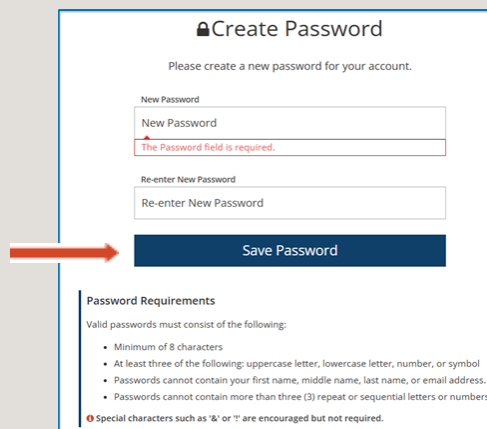 Create Password
Please create a new password for your account.
New Password
New Password
The Password field is required.
Re-enter New Password
Re-enter New Password
Save Password
Password Requirements
Valid passwords must consist of the following:
• Minimum of 8 characters
• At least three of the following: uppercase letter, lowercase letter, number, or symbol
• Passwords cannot contain your first name, middle name, last name, or email address.
• Passwords cannot contain more than three (3) repeat or sequential letters or numbers
Special characters such as '&' or '!' are encouraged but not required.